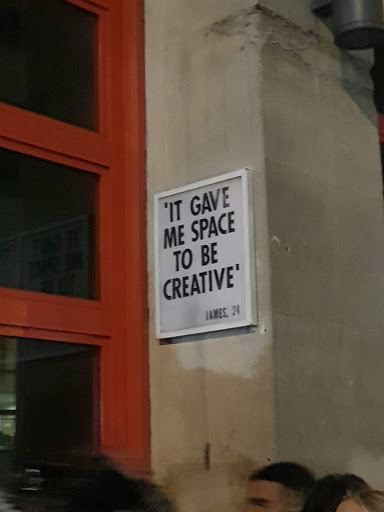 'IT GAVE
ME SPACE
TO BE
CREATIVE'
JAMES, 24